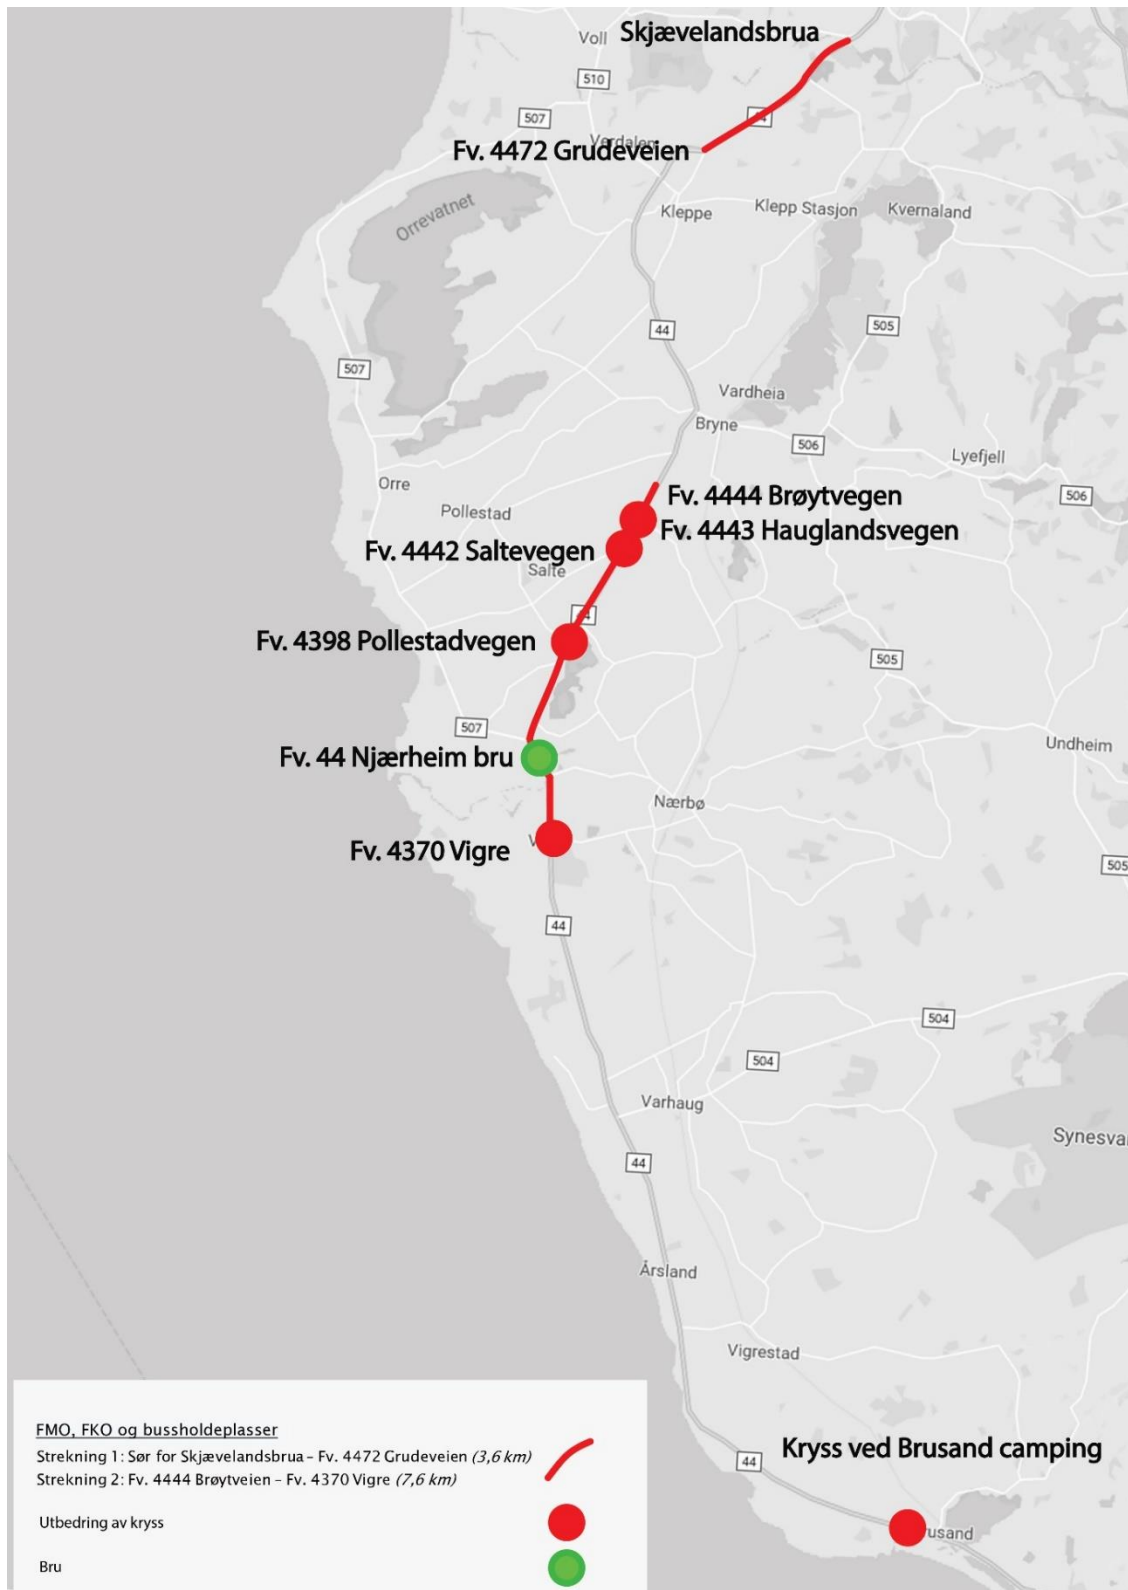 Skjævelandsbrua
Voll
510
507
44
Verdalen
Fv. 4472 Grudeveien
Orrevatnet
Kleppe
Klepp Stasjon
Kvernaland
44
505
507
Vardheia
Bryne
506
Lyefjell
Orre
506
Fv. 4444 Brøytvegen
Pollestad
Fv. 4443 Hauglandsvegen
Fv. 4442 Saltevegen
Salte
44
Fv. 4398 Pollestadvegen
505
507
Undheim
Fv. 44 Njærheim bru
Nærbø
Fv. 4370 Vigre
V
505
44
504
504
Varhaug
Synesva
44
Årsland
Vigrestad
Kryss ved Brusand camping
44
rusand
FMO, FKO og bussholdeplasser
Strekning 1: Sør for Skjævelandsbrua – Fv. 4472 Grudeveien (3,6 km)
Strekning 2: Fv. 4444 Brøytveien – Fv. 4370 Vigre (7,6 km)
Utbedring av kryss
Bru